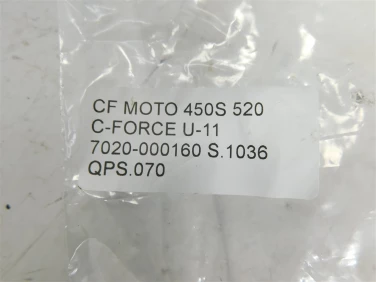 CF MOTO 450S 520
C-FORCE U-11
7020-000160 S.1036
QPS.070